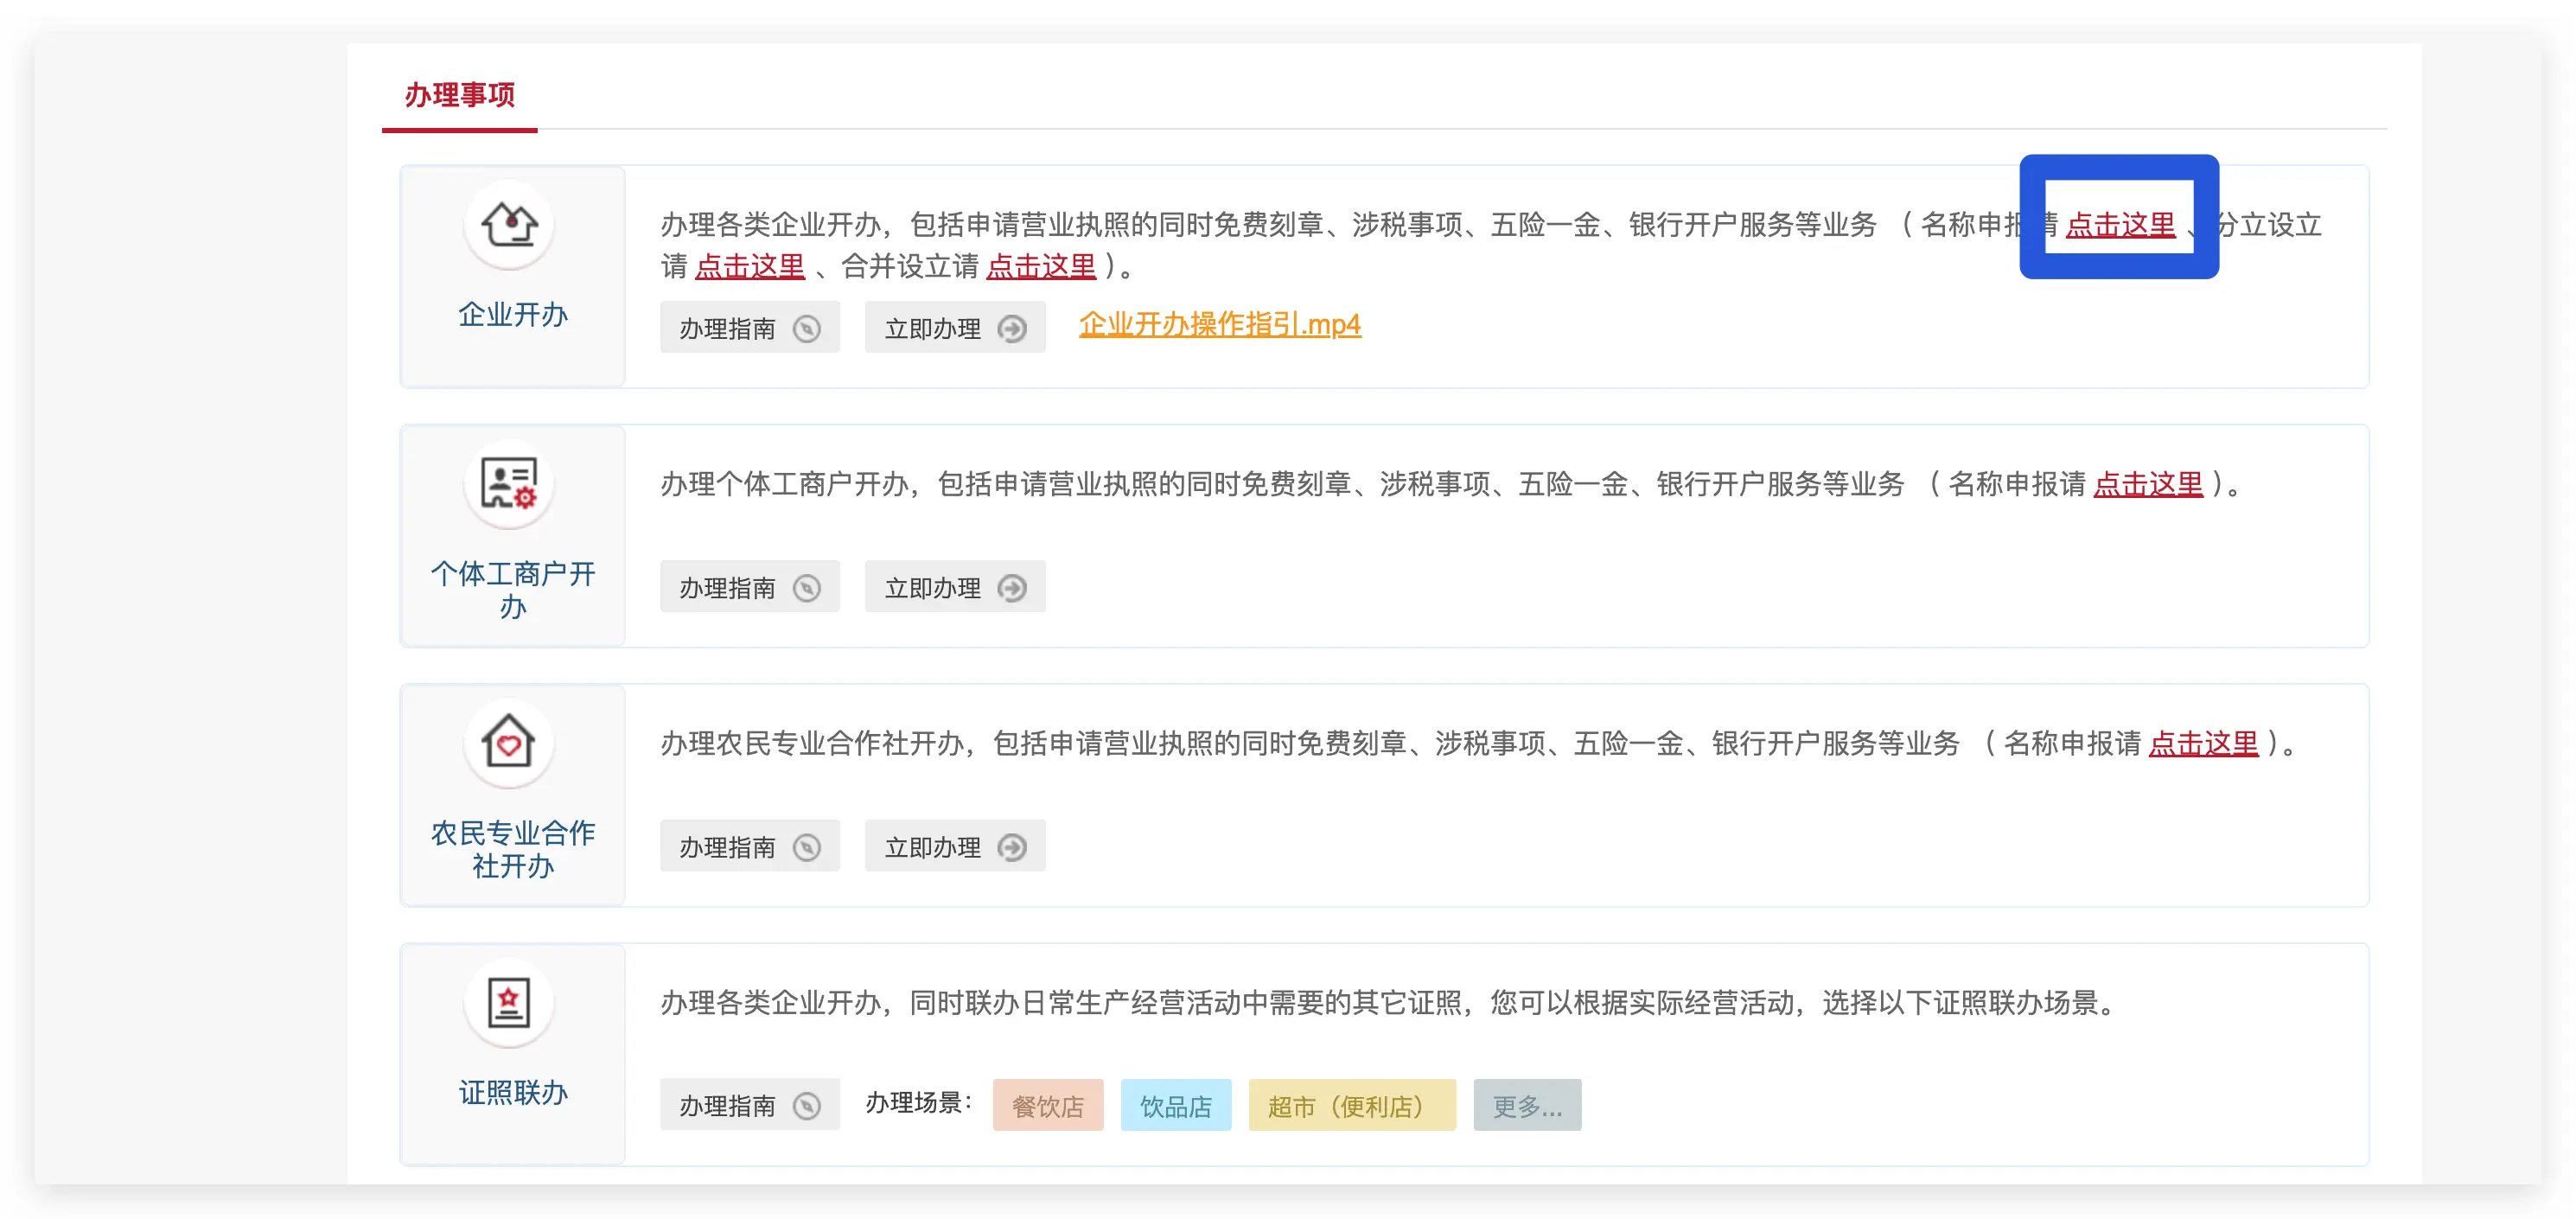 办理事项
办理各类企业开办，包括申请营业执照的同时免费刻章、涉税事项、五险一金、银行开户服务等业务 （ 名称申报请 点击这里 、分立设立
请 点击这里 、合并设立请 点击这里 ）。
企业开办
办理指南 立即办理 企业开办操作指引.mp4
办理个体工商户开办，包括申请营业执照的同时免费刻章、涉税事项、五险一金、银行开户服务等业务 （ 名称申报请 点击这里 ）。
个体工商户开
办
办理指南 立即办理
办理农民专业合作社开办，包括申请营业执照的同时免费刻章、涉税事项、五险一金、银行开户服务等业务 （ 名称申报请 点击这里 ）。
农民专业合作
社开办
办理指南 立即办理
办理各类企业开办，同时联办日常生产经营活动中需要的其它证照，您可以根据实际经营活动，选择以下证照联办场景。
证照联办
办理指南 办理场景： 餐饮店 饮品店 超市（便利店） 更多...